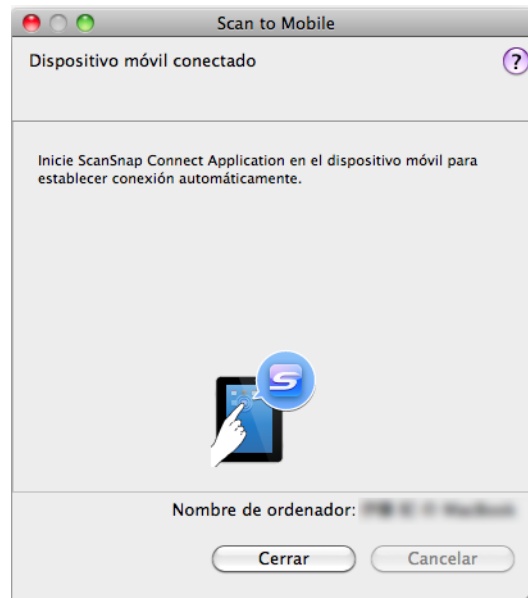 Scan to Mobile
Dispositivo móvil conectado
?
Inicie ScanSnap Connect Application en el dispositivo móvil para
establecer conexión automáticamente.
S
Nombre de ordenador:
Cerrar
Cancelar